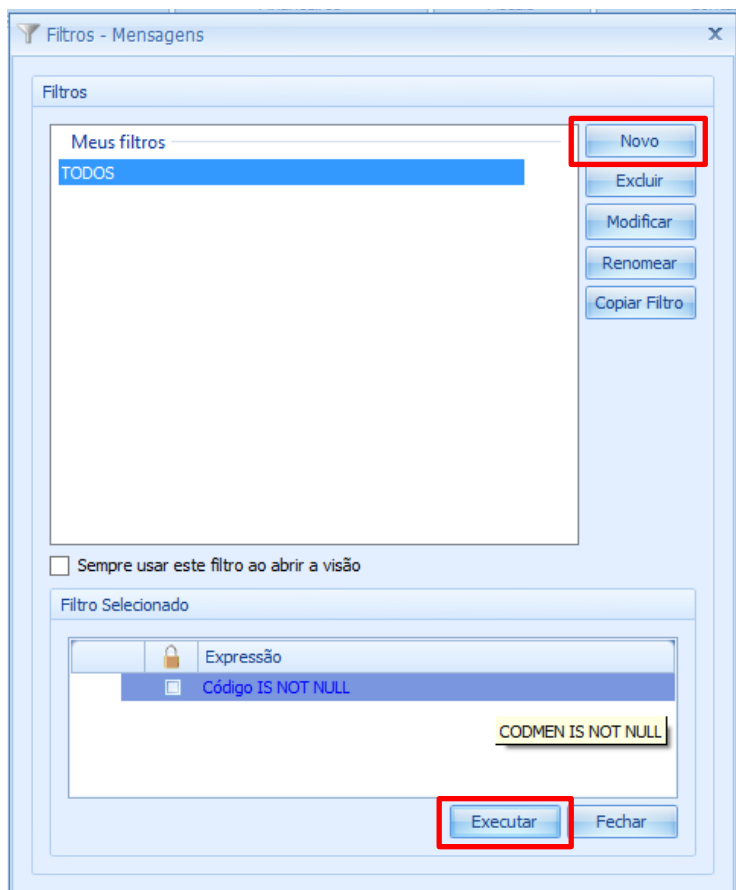 Filtros - Mensagens
x
Filtros
Meus filtros
Novo
TODOS
Excluir
Modificar
Renomear
Copiar Filtro
Sempre usar este filtro ao abrir a visão
Filtro Selecionado
Expressão
Código IS NOT NULL
CODMEN IS NOT NULL
Executar
Fechar